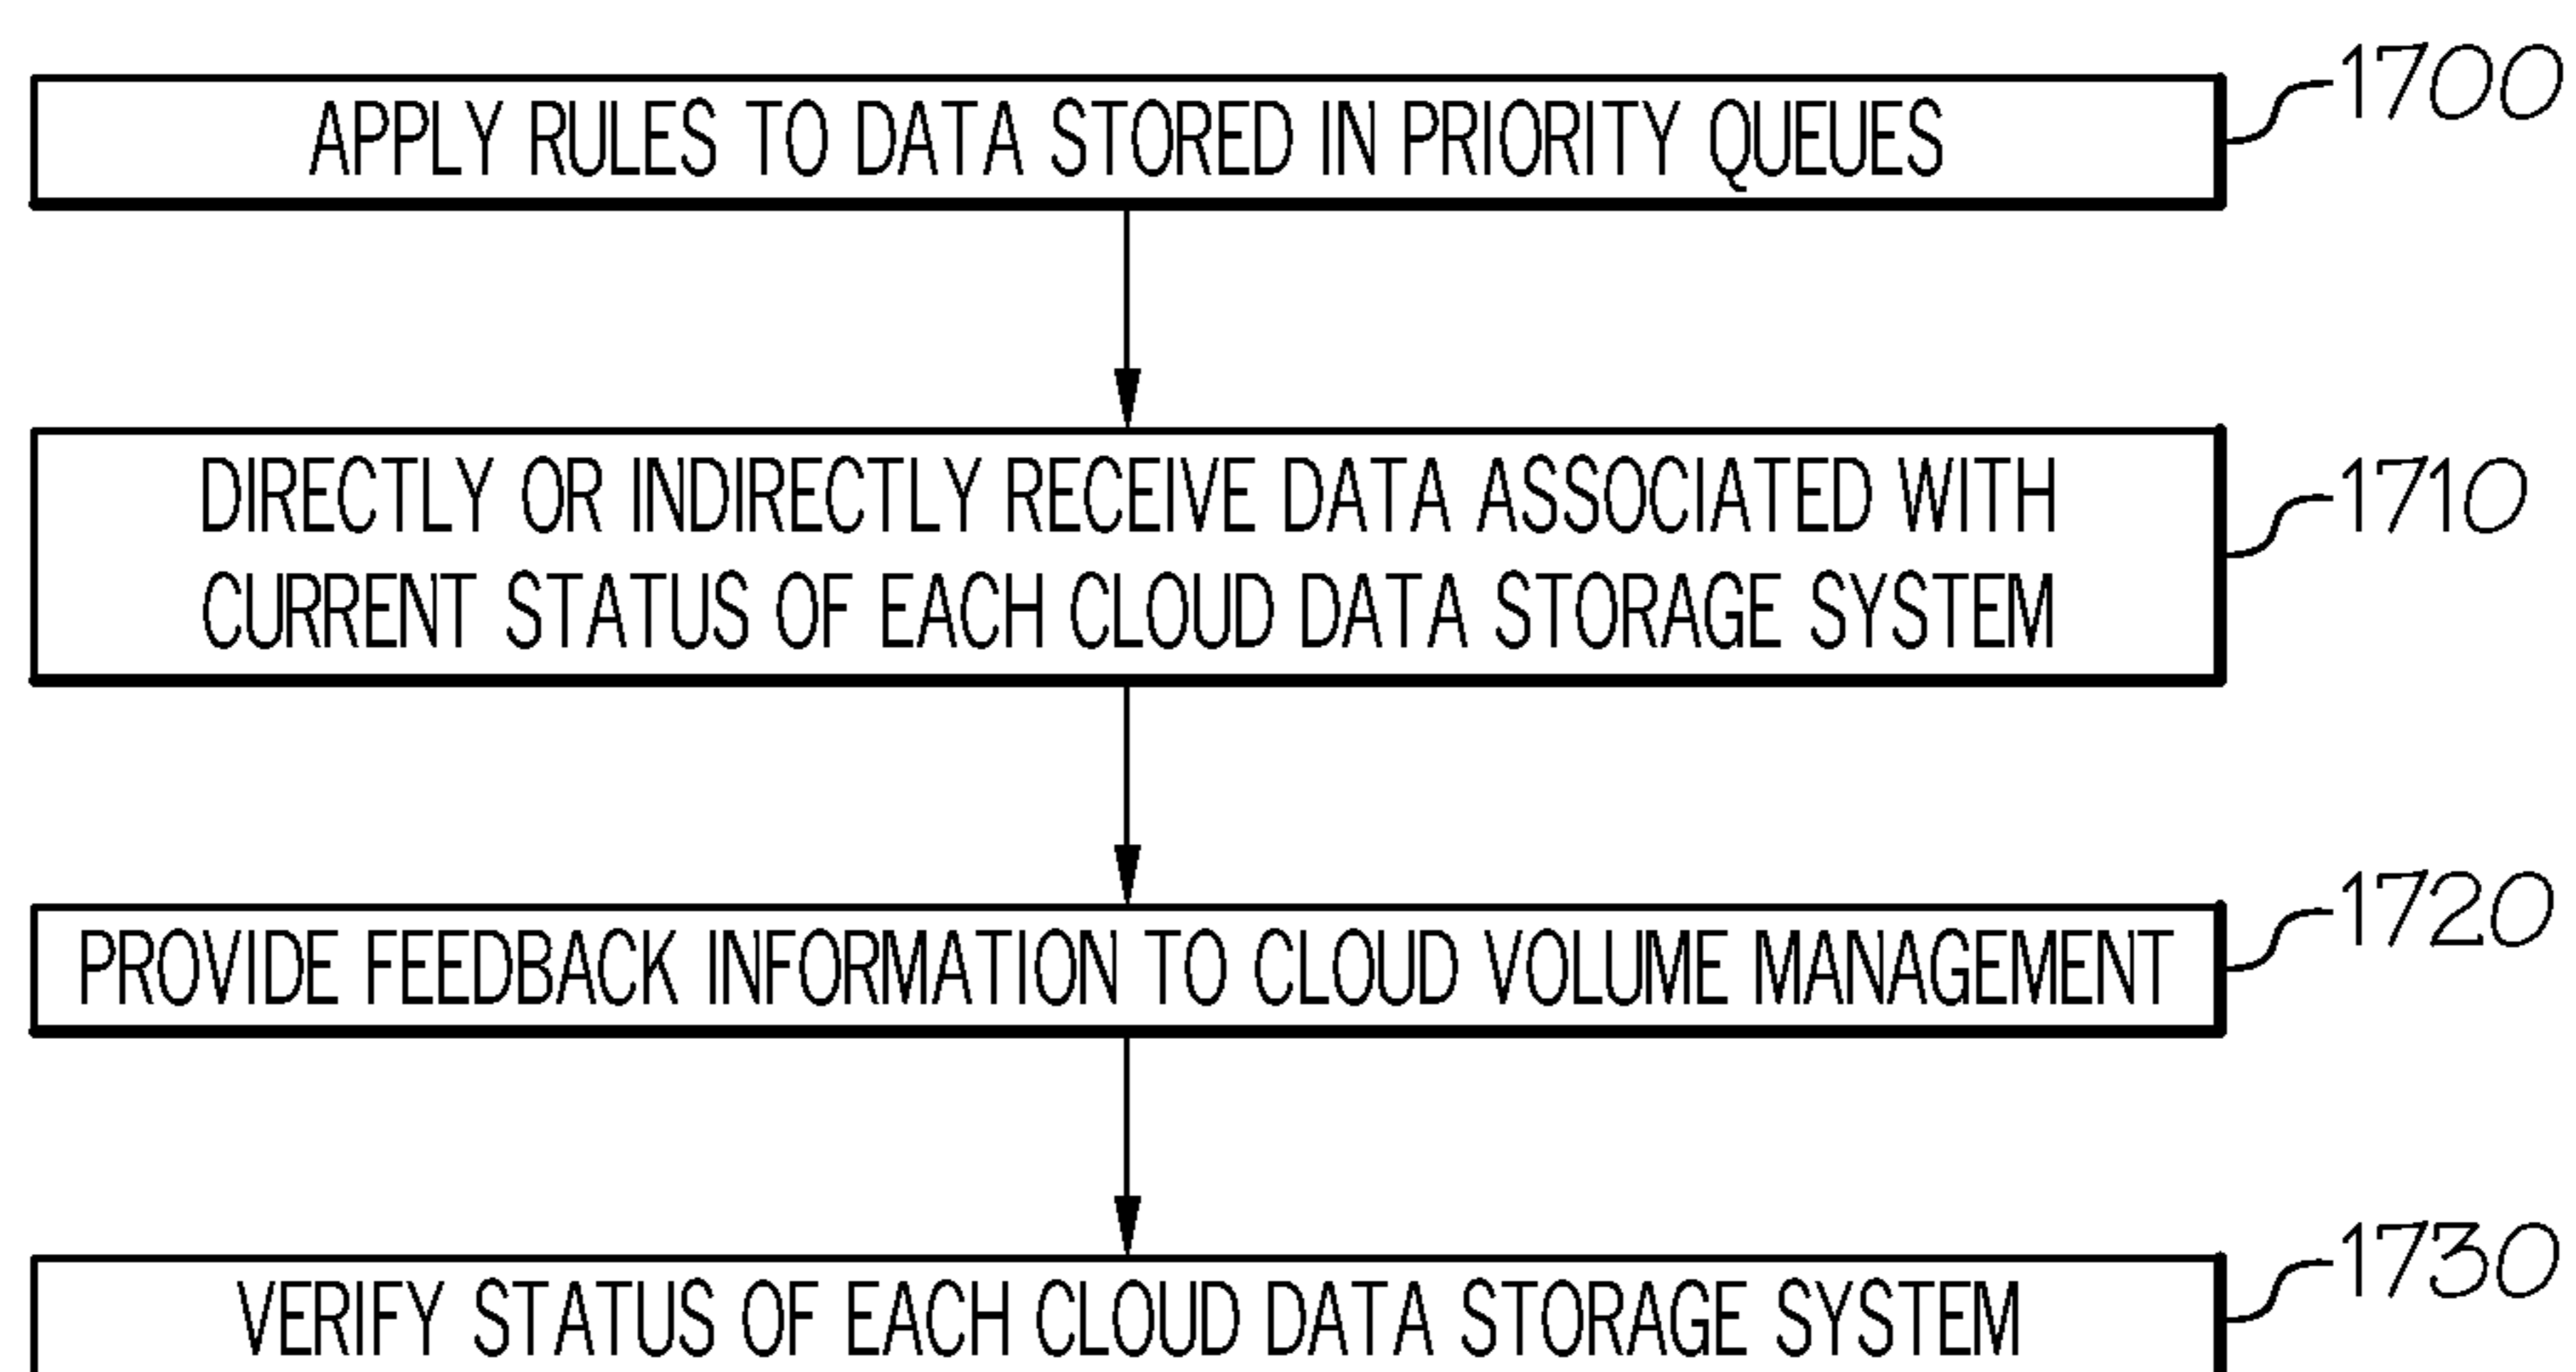 APPLY RULES TO DATA STORED IN PRIORITY QUEUES
1700
DIRECTLY OR INDIRECTLY RECEIVE DATA ASSOCIATED WITH
CURRENT STATUS OF EACH CLOUD DATA STORAGE SYSTEM
1710
PROVIDE FEEDBACK INFORMATION TO CLOUD VOLUME MANAGEMENT
1720
VERIFY STATUS OF EACH CLOUD DATA STORAGE SYSTEM
1730